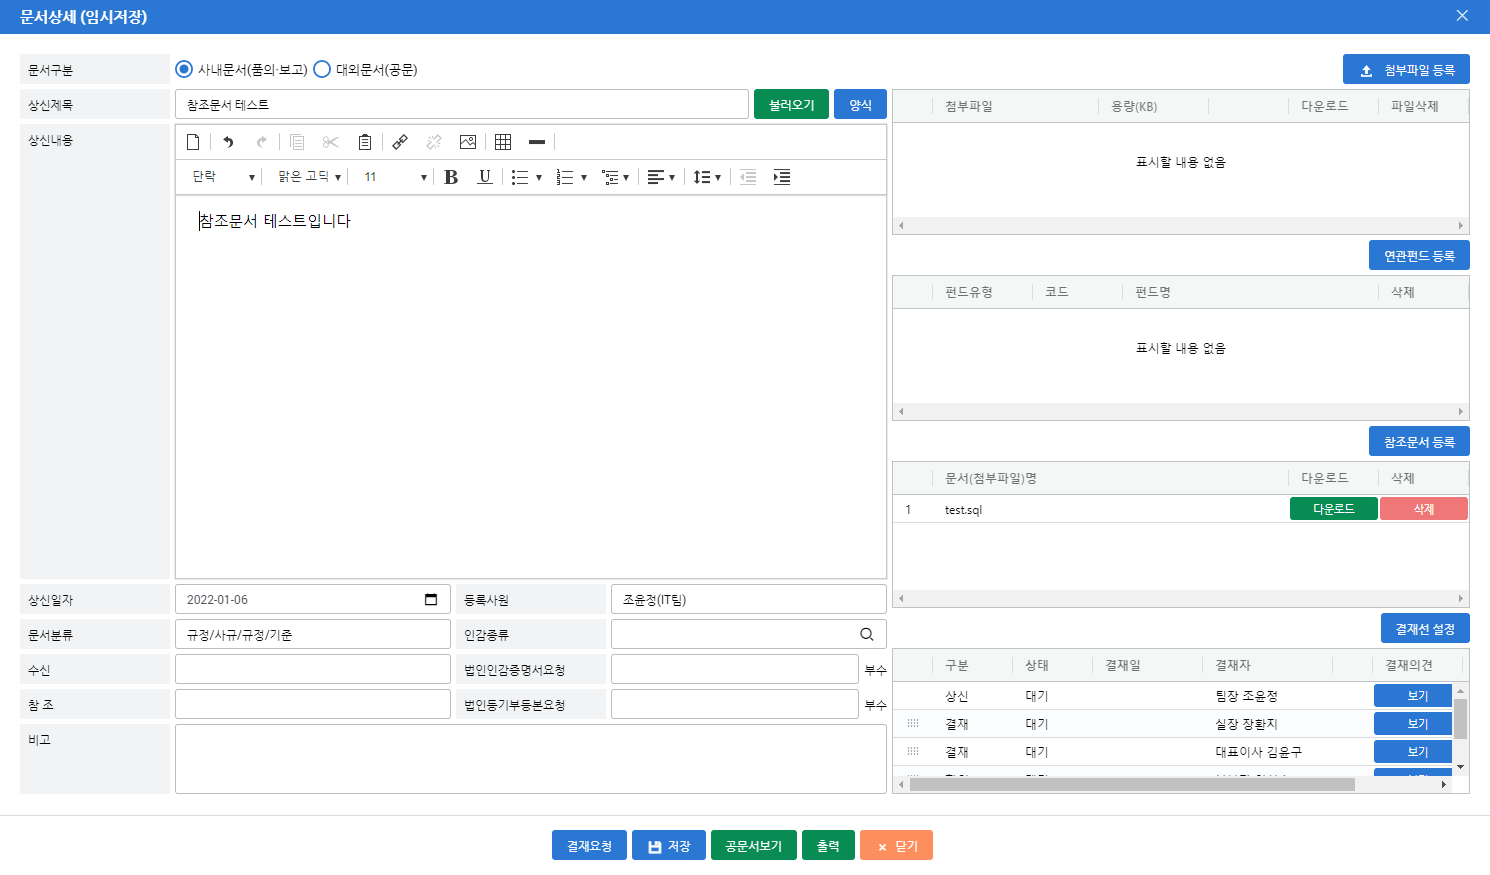 문서상세 (임시저장)
문서구분
사내문서(품의·보고)
대외문서(공문)
상신제목
참조문서 테스트
불러오기
양식
상신내용
단락
맑은 고딕
11
B
U
참조문서 테스트입니다
상신일자
2022-01-06
등록사원
조윤정(IT팀)
문서분류
규정/사규/규정/기준
인감종류
수신
법인인감증명서요청
부수
참 조
법인등기부등본요청
부수
비고
첨부파일 등록
첨부파일
용량(KB)
다운로드
파일삭제
표시할 내용 없음
연관펀드 등록
펀드유형
코드
펀드명
삭제
표시할 내용 없음
참조문서 등록
문서(첨부파일)명
다운로드
삭제
1
test.sql
다운로드
삭제
결재선 설정
구분
상태
결재일
결재자
결재의견
상신
대기
팀장 조윤정
보기
결재
대기
실장 장환지
보기
결재
대기
대표이사 김윤구
보기
결재요청
저장
공문서보기
출력
닫기